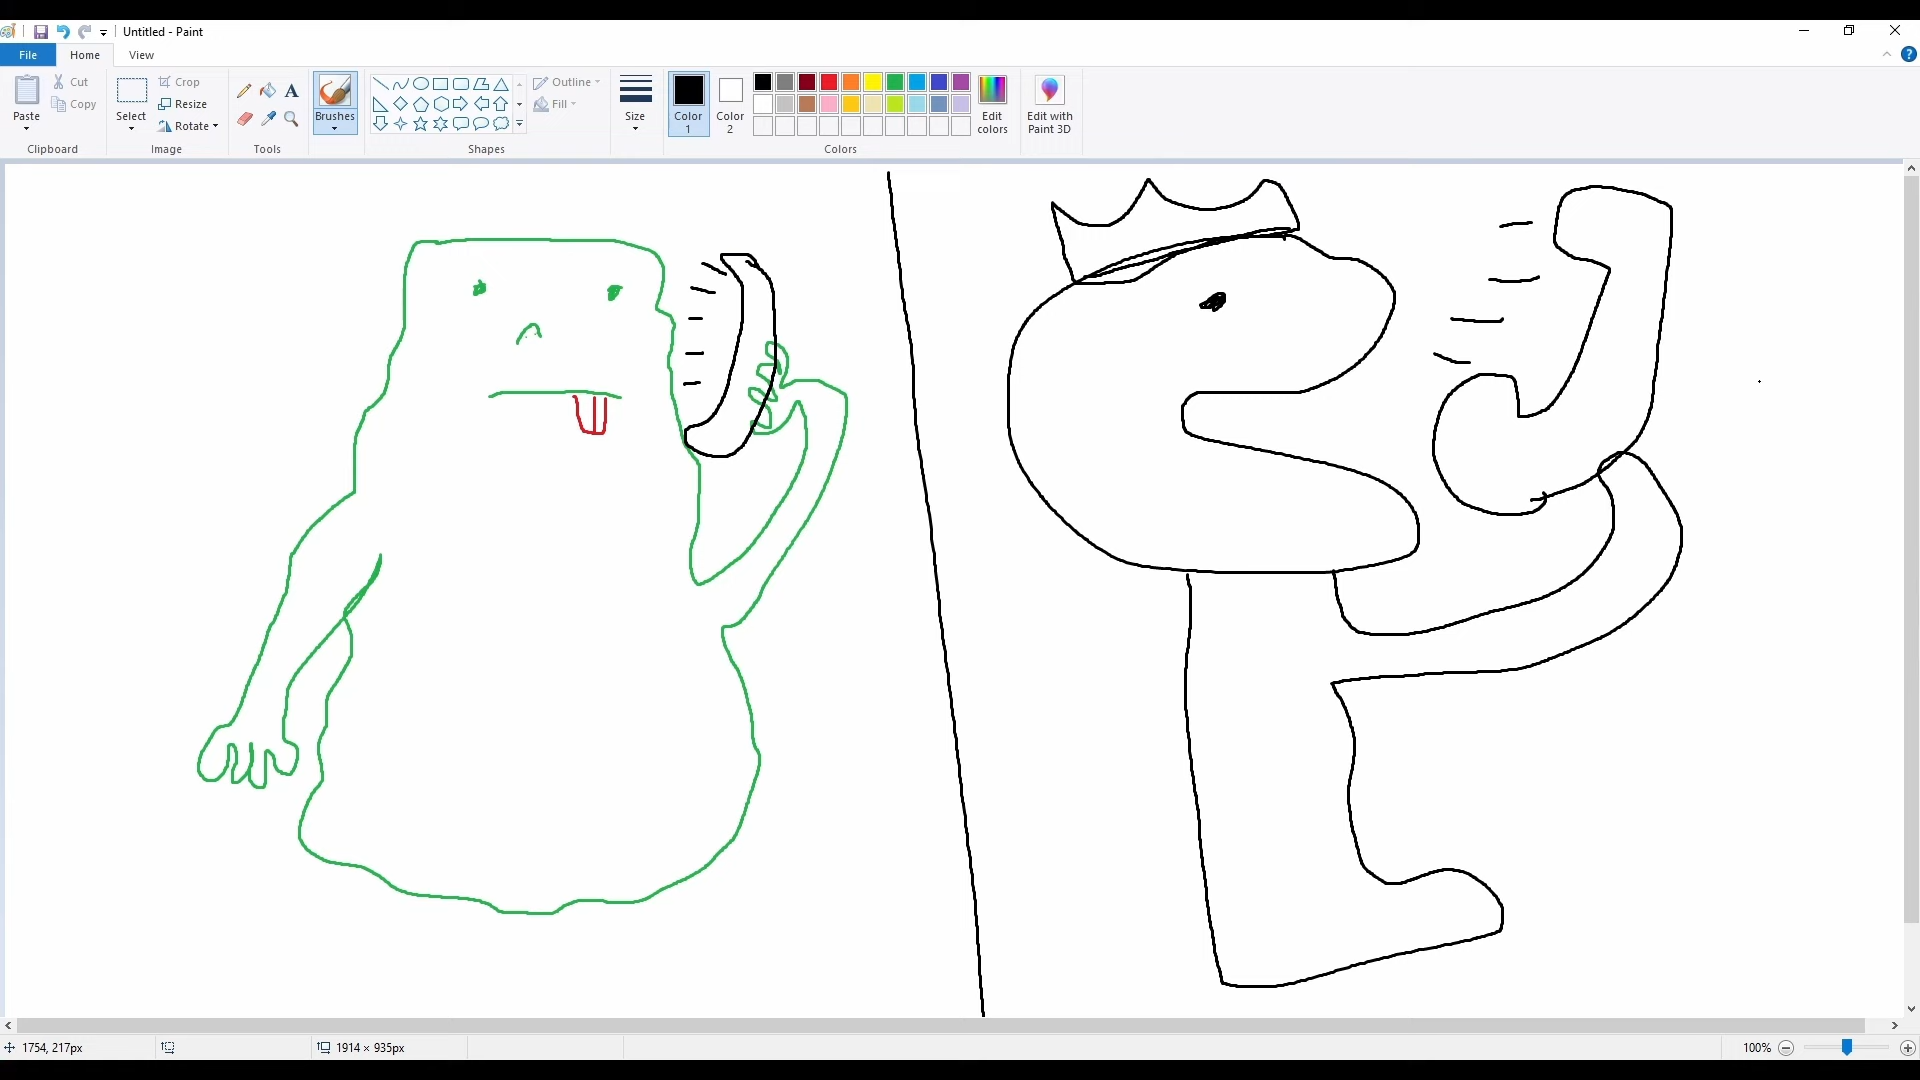 Untitled - Paint
File Home View
Paste
Cut
Copy
Clipboard
Select
Crop
Resize
Rotate
Image
A
Tools
Brushes
Shapes
Outline
Fill
Size
Color 1
Color 2
Colors
Edit colors
Edit with Paint 3D
?
1754, 217px
1914 × 935px
100%